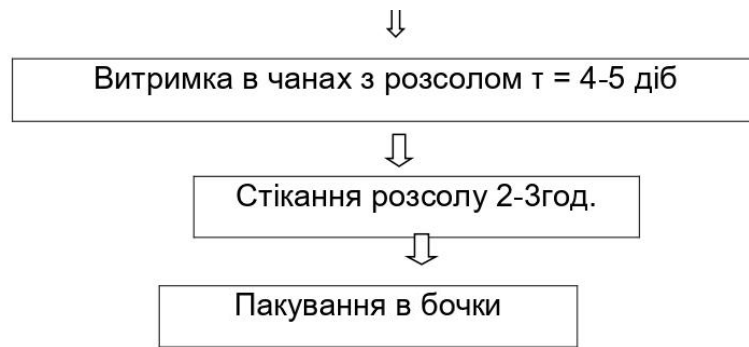 Витримка в чанах з розсолом τ = 4-5 діб
Стікання розсолу 2-3год.
Пакування в бочки